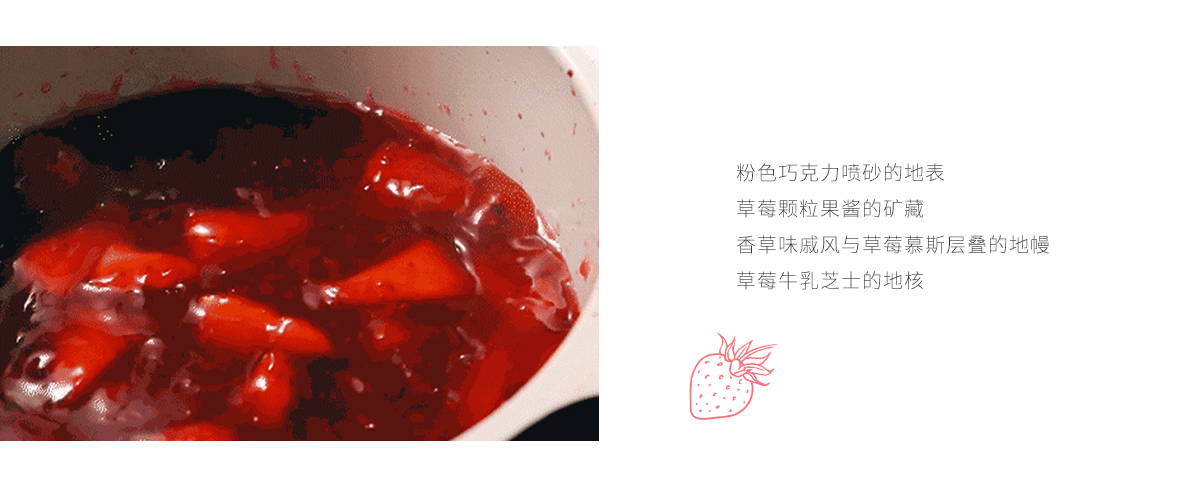 粉色巧克力喷砂的地表
草莓颗粒果酱的矿藏
香草味戚风与草莓慕斯层叠的地幔
草莓牛乳芝士的地核